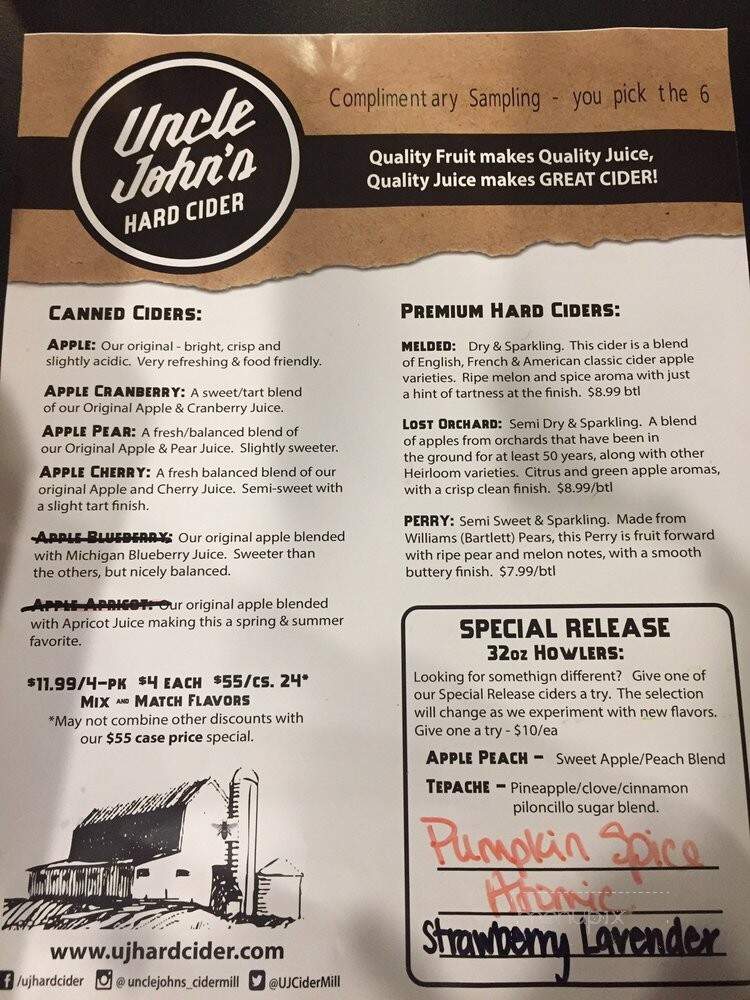 Uncle
John's
HARD CIDER
Complimentary Sampling - you pick the 6
Quality Fruit makes Quality Juice,
Quality Juice makes GREAT CIDER!
CANNED CIDERS:
APPLE: Our original - bright, crisp and
slightly acidic. Very refreshing & food friendly.
APPLE CRANBERRY: A sweet/tart blend
of our Original Apple & Cranberry Juice.
APPLE PEAR: A fresh/balanced blend of
our Original Apple & Pear Juice. Slightly sweeter.
APPLE CHERRY: A fresh balanced blend of our
original Apple and Cherry Juice. Semi-sweet with
a slight tart finish.
APPLE BLUEBERRY: Our original apple blended
with Michigan Blueberry Juice. Sweeter than
the others, but nicely balanced.
APPLE APRICOT: Our original apple blended
with Apricot Juice making this a spring & summer
favorite.
$11.99/4-PK $4 EACH $55/CS. 24*
MIX AND MATCH FLAVORS
*May not combine other discounts with
our $55 case price special.
www.ujhardcider.com
/ujhardcider @unclejohns_cidermill @UJCiderMill
PREMIUM HARD CIDERS:
MELDED: Dry & Sparkling. This cider is a blend
of English, French & American classic cider apple
varieties. Ripe melon and spice aroma with just
a hint of tartness at the finish. $8.99 btl
LOST ORCHARD: Semi Dry & Sparkling. A blend
of apples from orchards that have been in
the ground for at least 50 years, along with other
Heirloom varieties. Citrus and green apple aromas,
with a crisp clean finish. $8.99/btl
PERRY: Semi Sweet & Sparkling. Made from
Williams (Bartlett) Pears, this Perry is fruit forward
with ripe pear and melon notes, with a smooth
buttery finish. $7.99/btl
SPECIAL RELEASE
32OZ HOWLERS:
Looking for somethign different? Give one of
our Special Release ciders a try. The selection
will change as we experiment with new flavors.
Give one a try - $10/ea
APPLE PEACH - Sweet Apple/Peach Blend
TEPACHE - Pineapple/clove/cinnamon
piloncillo sugar blend.
Pumpkin Spice
Atomic
menupix
Strawberry Lavender